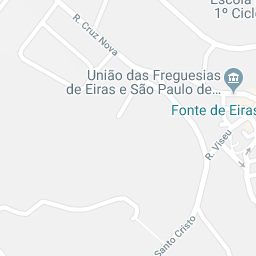 Escola
1º Ciclo
R. Cruz Nova
União das Freguesias
de Eiras e São Paulo de...
Fonte de Eiras
R. Viseu
Santo Cristo